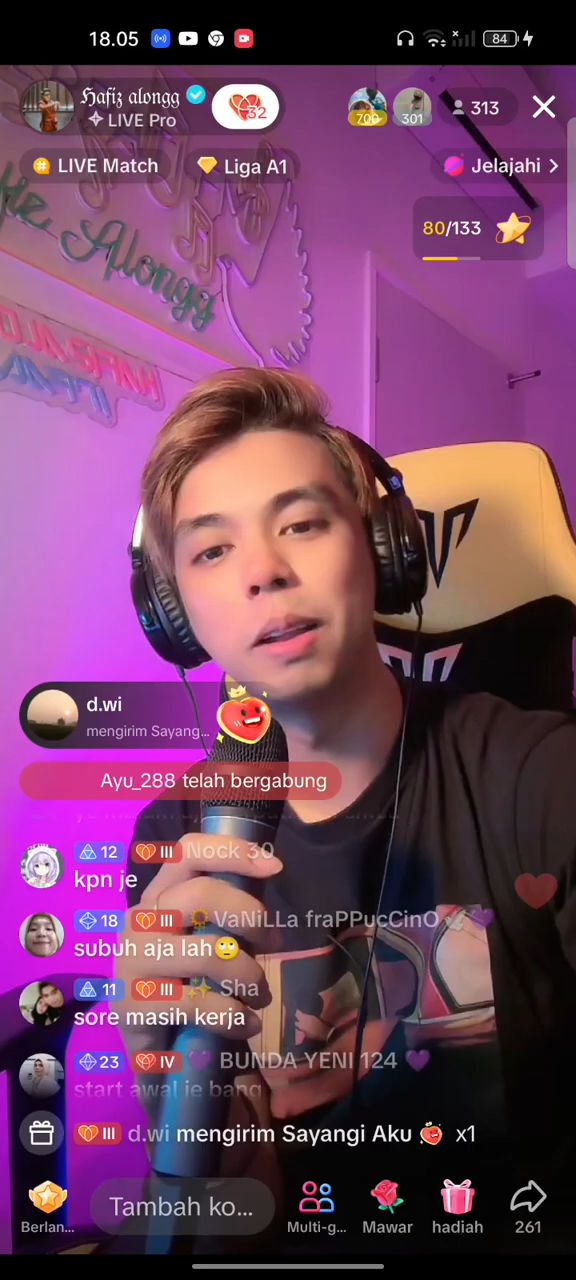 18.05
84
Hafiz alongg
LIVE Pro
32
700
301
313
LIVE Match
Liga A1
Jelajahi
80/133
Alongg
d.wi
mengirim Sayang...
Ayu_288 telah bergabung
12 III Nock 30
kpn je
18 III 🌻VaNiLLa fraPPucCinO🕊💜
subuh aja lah🙄
11 III ✨ Sha
sore masih kerja
23 IV 💜 BUNDA YENI 124 💜
start awal je bang
III d.wi mengirim Sayangi Aku x1
Berlan...
Tambah ko...
Multi-g...
Mawar
hadiah
261